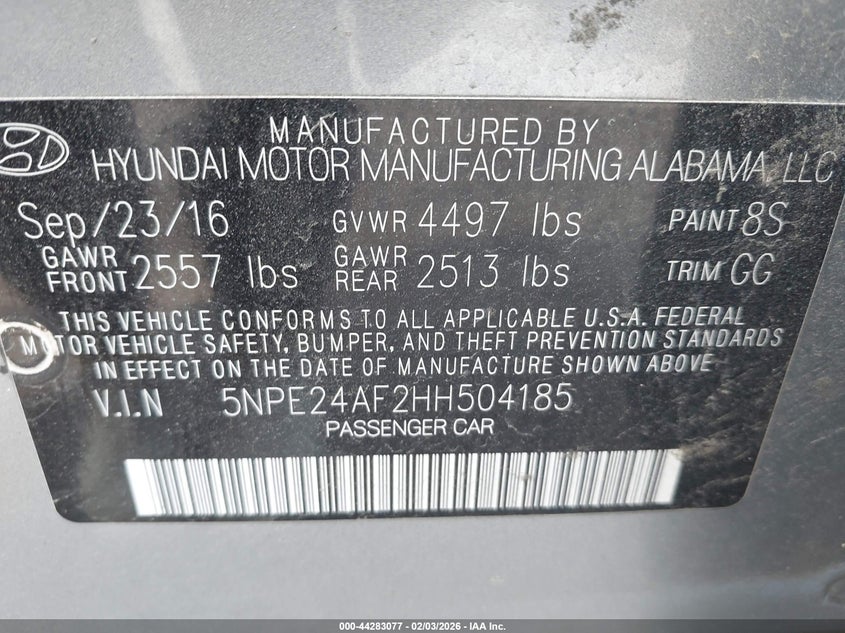 MANUFACTURED BY
HYUNDAI MOTOR MANUFACTURING ALABAMA, LLC
Sep/23/16 GVWR 4497 lbs PAINT 8S
GAWR FRONT 2557 lbs GAWR REAR 2513 lbs TRIM GG
THIS VEHICLE CONFORMS TO ALL APPLICABLE U.S.A. FEDERAL
MOTOR VEHICLE SAFETY, BUMPER, AND THEFT PREVENTION STANDARDS
IN EFFECT ON THE DATE OF MANUFACTURE SHOWN ABOVE.
V.I.N 5NPE24AF2HH504185
PASSENGER CAR
000-44283077 - 02/03/2026 - IAA Inc.